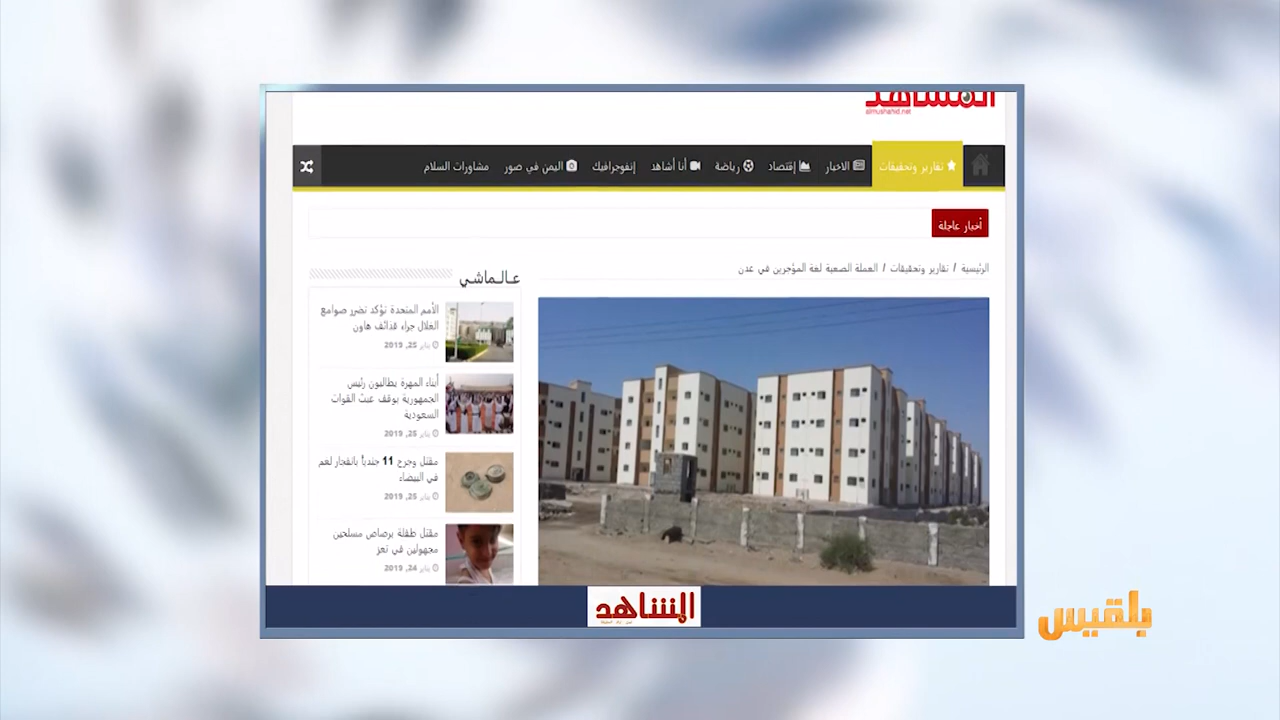 المشاهد
almushahid.net
تقارير وتحقيقات
الاخبار
إقتصاد
رياضة
أنا أشاهد
إنفوجرافيك
اليمن في صور
مشاورات السلام
أخبار عاجلة
الرئيسية / تقارير وتحقيقات / العملة الصعبة لغة المؤجرين في عدن
عـالـماشي
الأمم المتحدة تؤكد تضرر صوامع
الغلال جراء قذائف هاون
يناير 25, 2019
أبناء المهرة يطالبون رئيس
الجمهورية بوقف عبث القوات
السعودية
يناير 25, 2019
مقتل وجرح 11 جندياً بانفجار لغم
في البيضاء
يناير 25, 2019
مقتل طفلة برصاص مسلحين
مجهولين في تعز
يناير 24, 2019
المشاهد
بلقيس